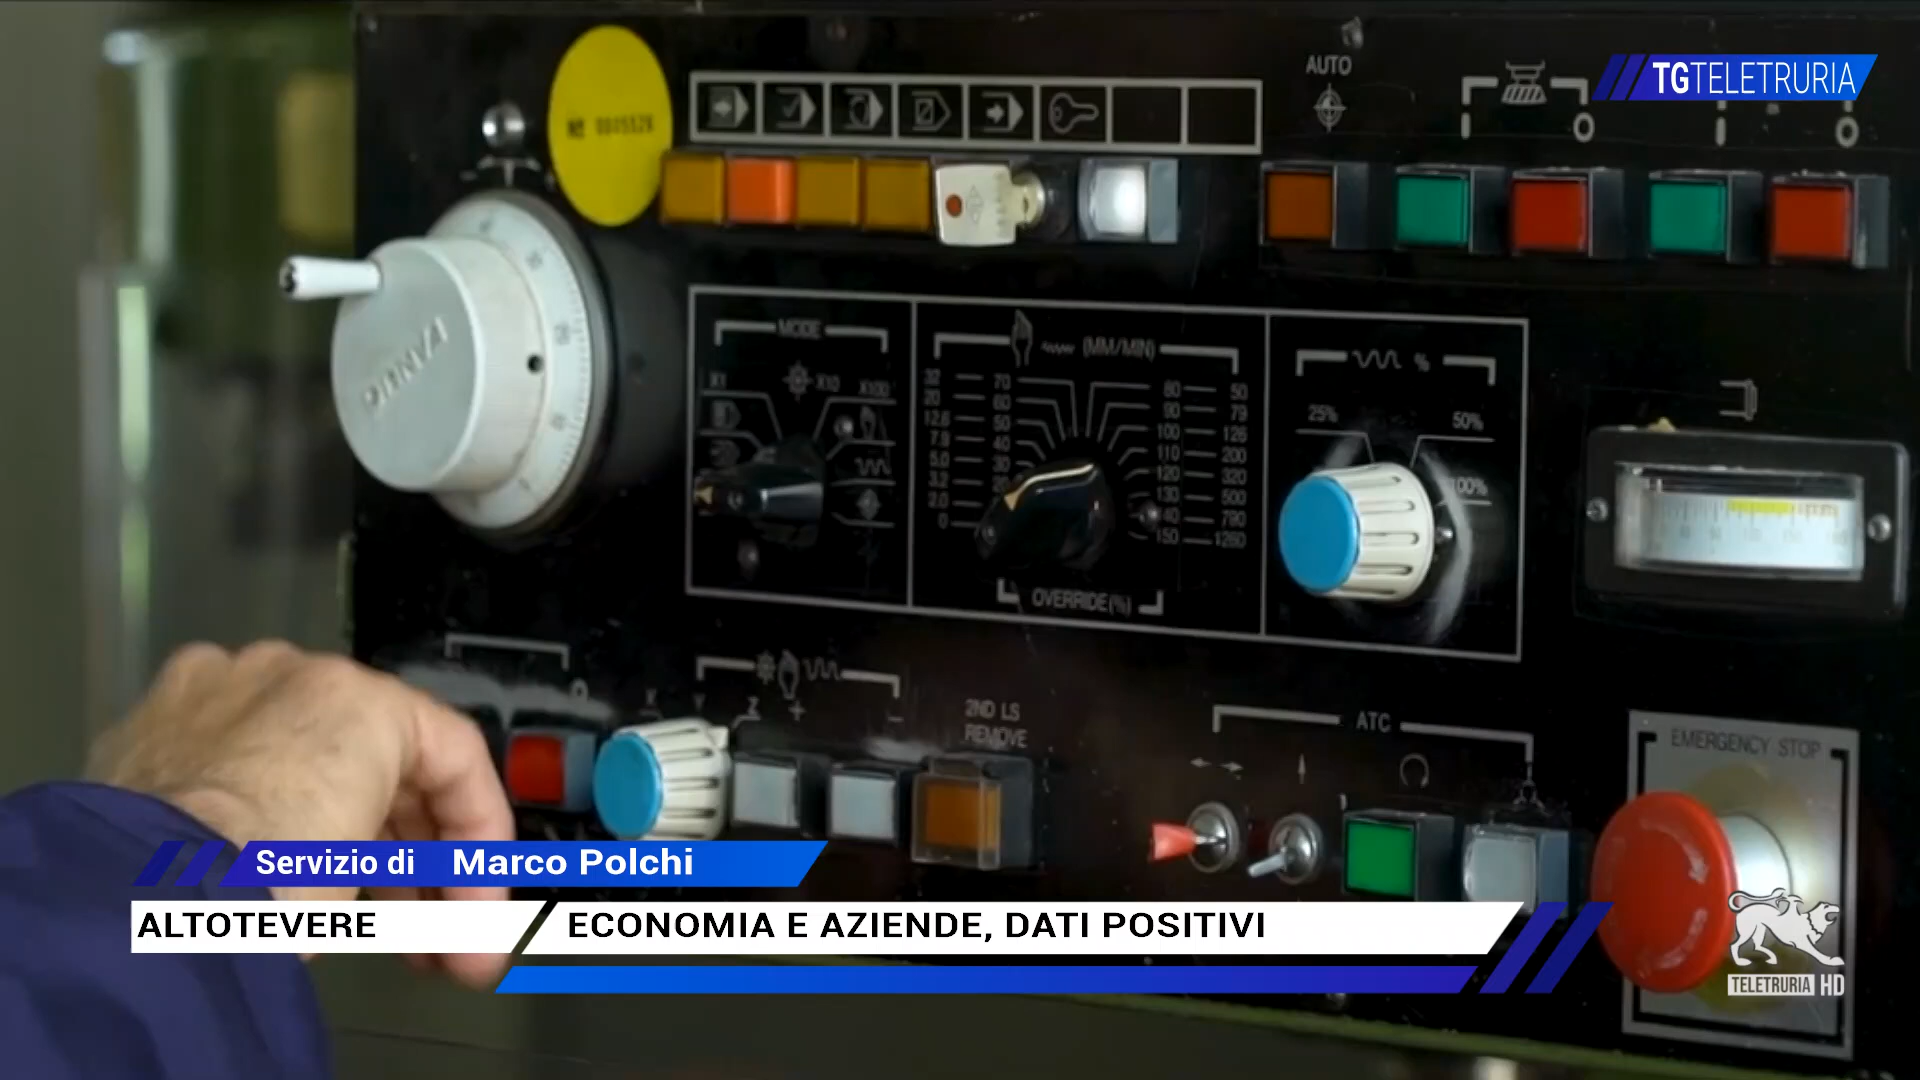 TGTELETRURIA
AUTO
Nº 0005526
FANUC
MODE
X1
X10
X100
(MM/MIN)
32 70 80 50
20 60 90 79
12.6 50 100 126
7.9 40 110 200
5.0 30 120 320
3.2 130 500
2.0 140 790
0 150 1260
OVERRIDE(%)
%
25%
50%
100%
X Y Z + −
2ND LS
REMOVE
ATC
EMERGENCY STOP
Servizio di Marco Polchi
ALTOTEVERE
ECONOMIA E AZIENDE, DATI POSITIVI
TELETRURIA HD